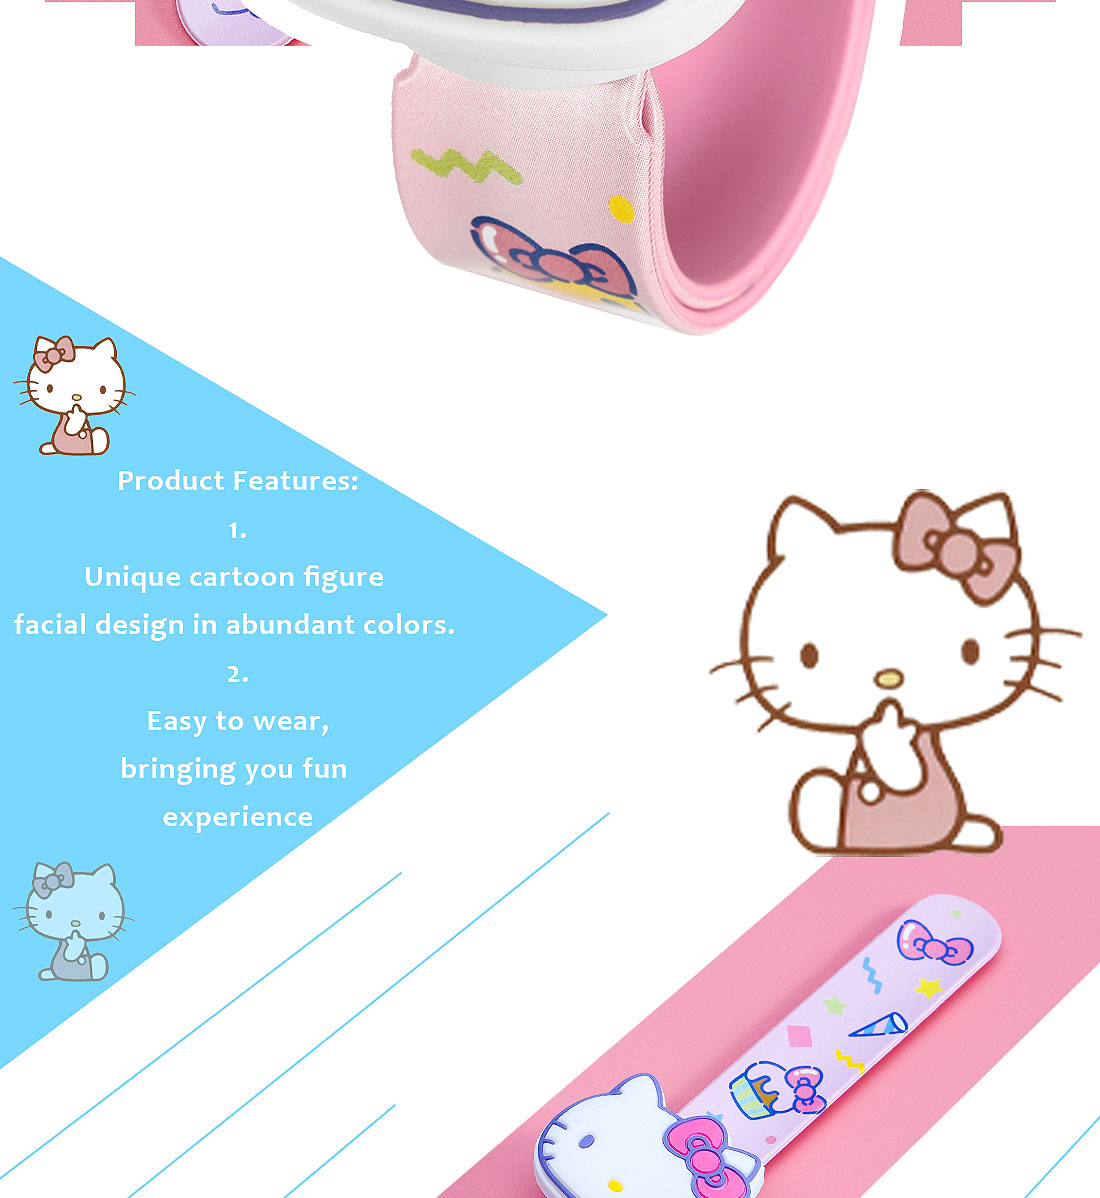 Product Features:
1.
Unique cartoon figure
facial design in abundant colors.
2.
Easy to wear,
bringing you fun
experience